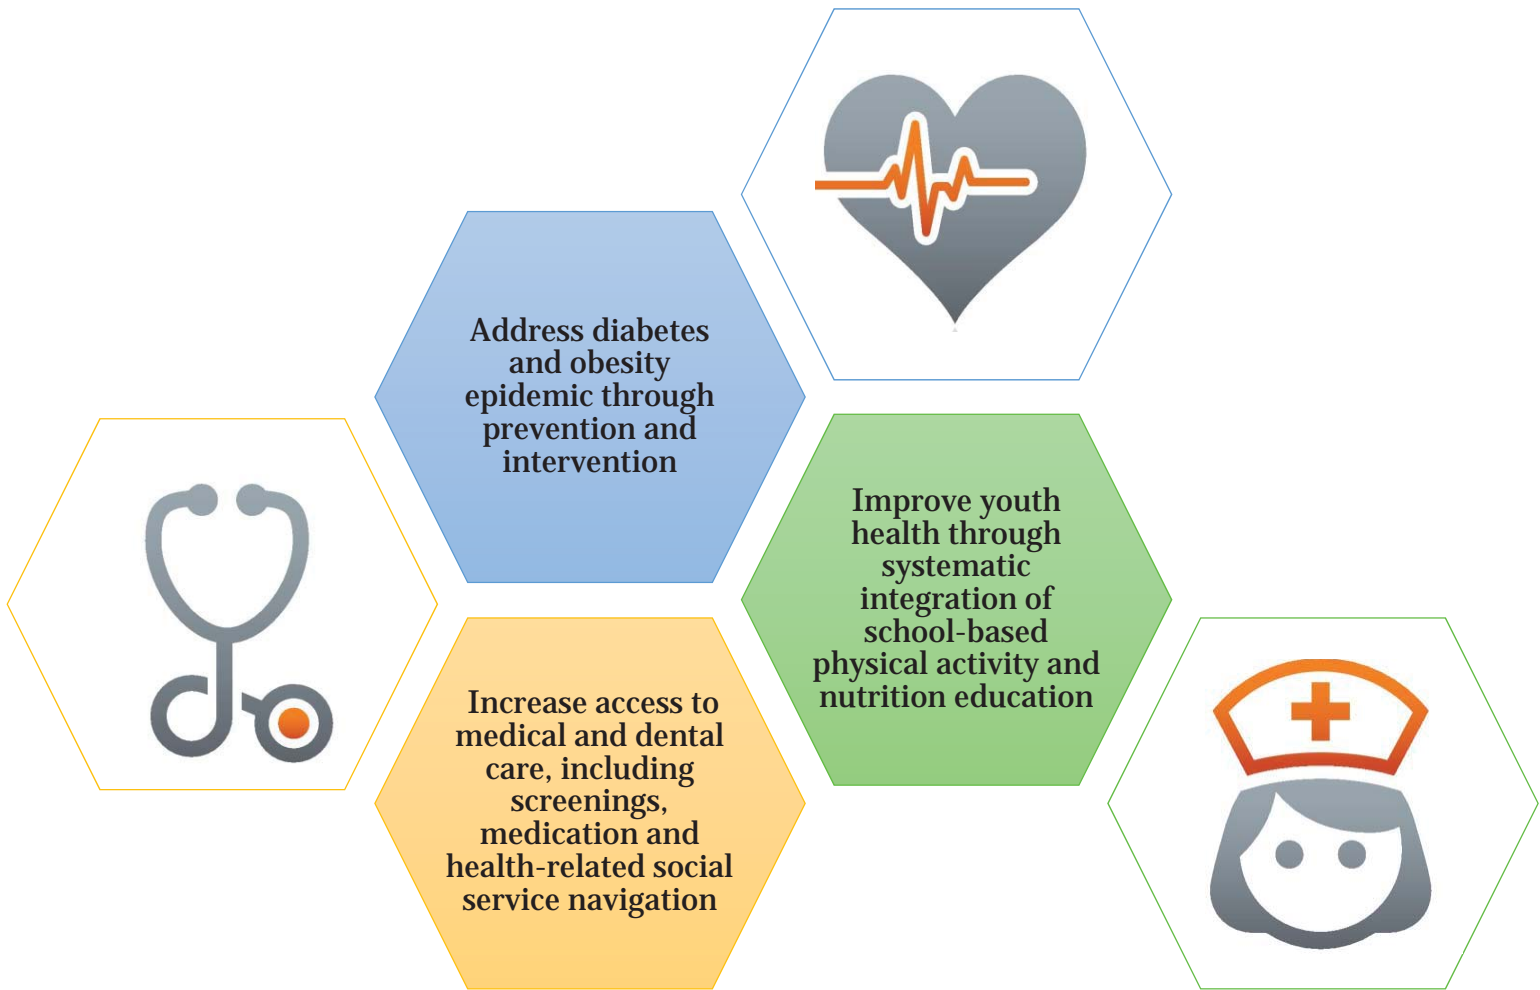 Address diabetes
and obesity
epidemic through
prevention and
intervention
Improve youth
health through
systematic
integration of
school-based
physical activity and
nutrition education
Increase access to
medical and dental
care, including
screenings,
medication and
health-related social
service navigation